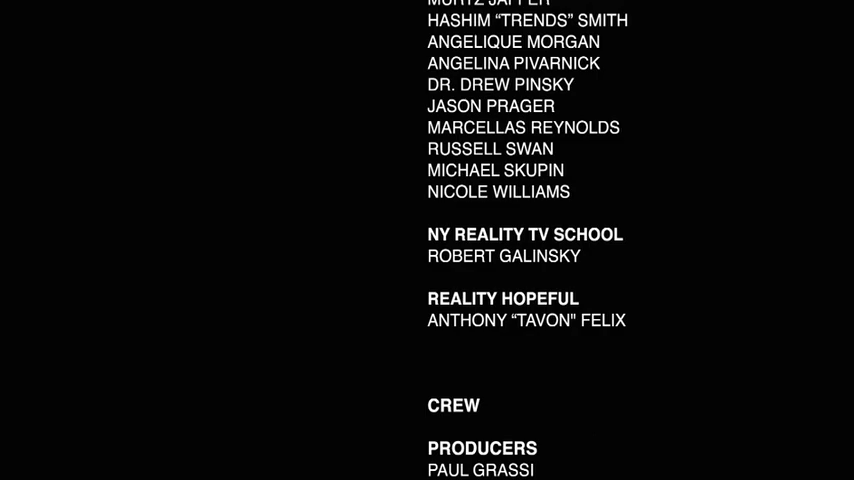 HASHIM “TRENDS” SMITH
ANGELIQUE MORGAN
ANGELINA PIVARNICK
DR. DREW PINSKY
JASON PRAGER
MARCELLAS REYNOLDS
RUSSELL SWAN
MICHAEL SKUPIN
NICOLE WILLIAMS
NY REALITY TV SCHOOL
ROBERT GALINSKY
REALITY HOPEFUL
ANTHONY “TAVON" FELIX
CREW
PRODUCERS
PAUL GRASSI